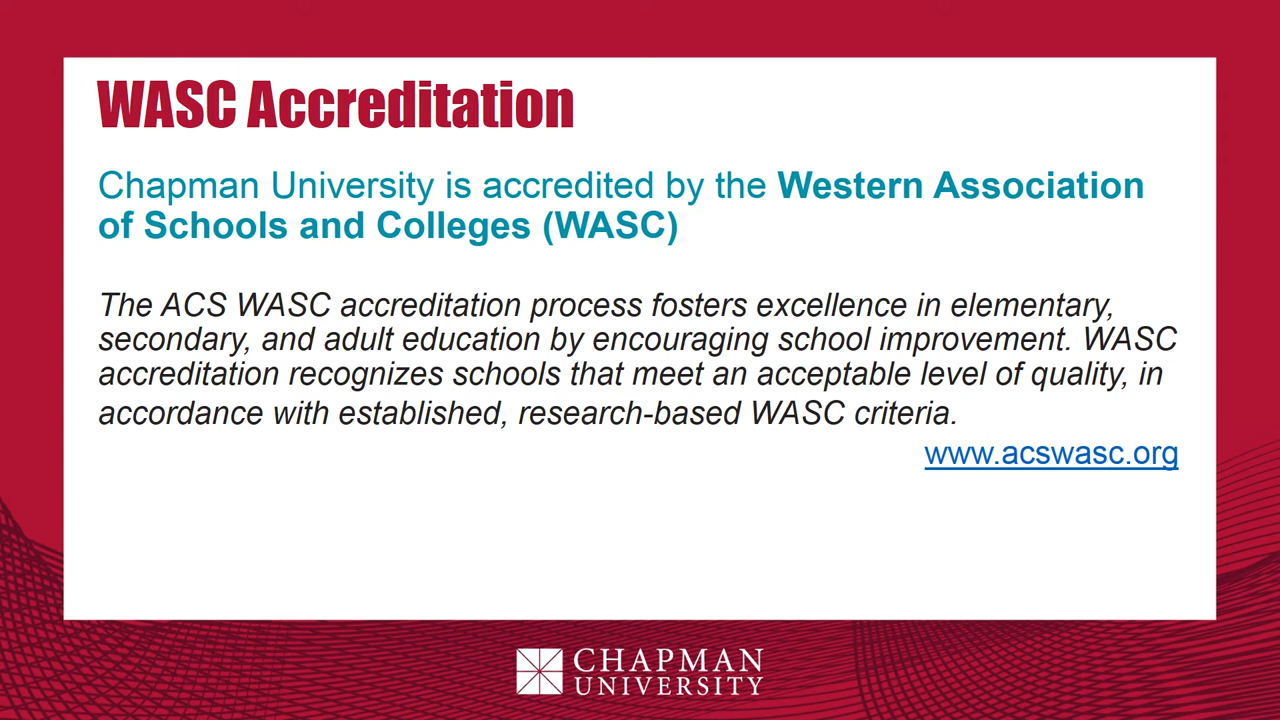 WASC Accreditation
Chapman University is accredited by the Western Association
of Schools and Colleges (WASC)
The ACS WASC accreditation process fosters excellence in elementary,
secondary, and adult education by encouraging school improvement. WASC
accreditation recognizes schools that meet an acceptable level of quality, in
accordance with established, research-based WASC criteria.
www.acswasc.org
CHAPMAN
UNIVERSITY